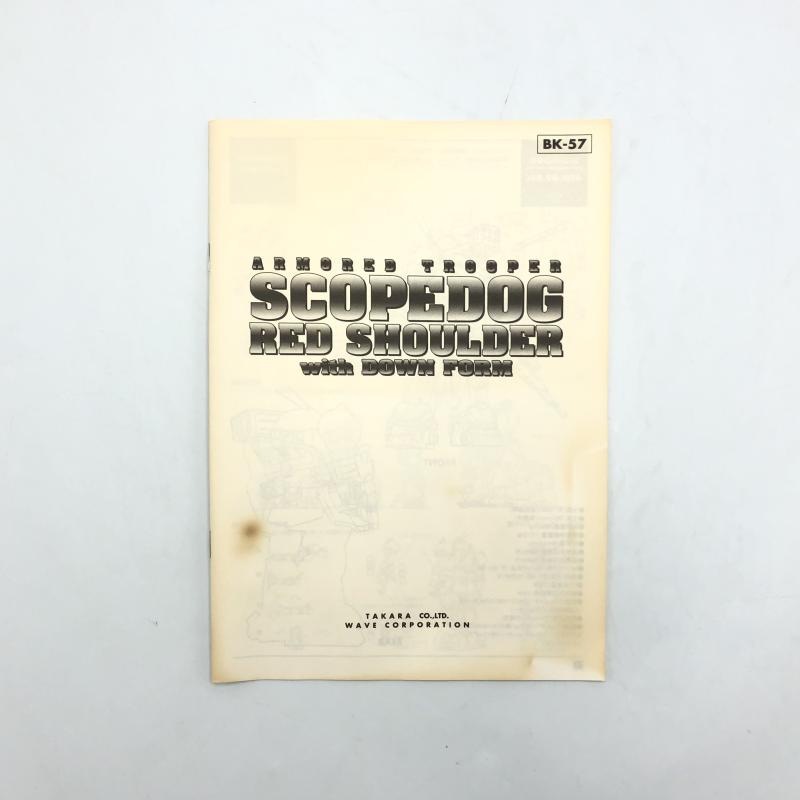 BK-57
ARMORED TROOPER
SCOPEDOG
RED SHOULDER
with DOWN FORM
TAKARA CO.,LTD.
WAVE CORPORATION